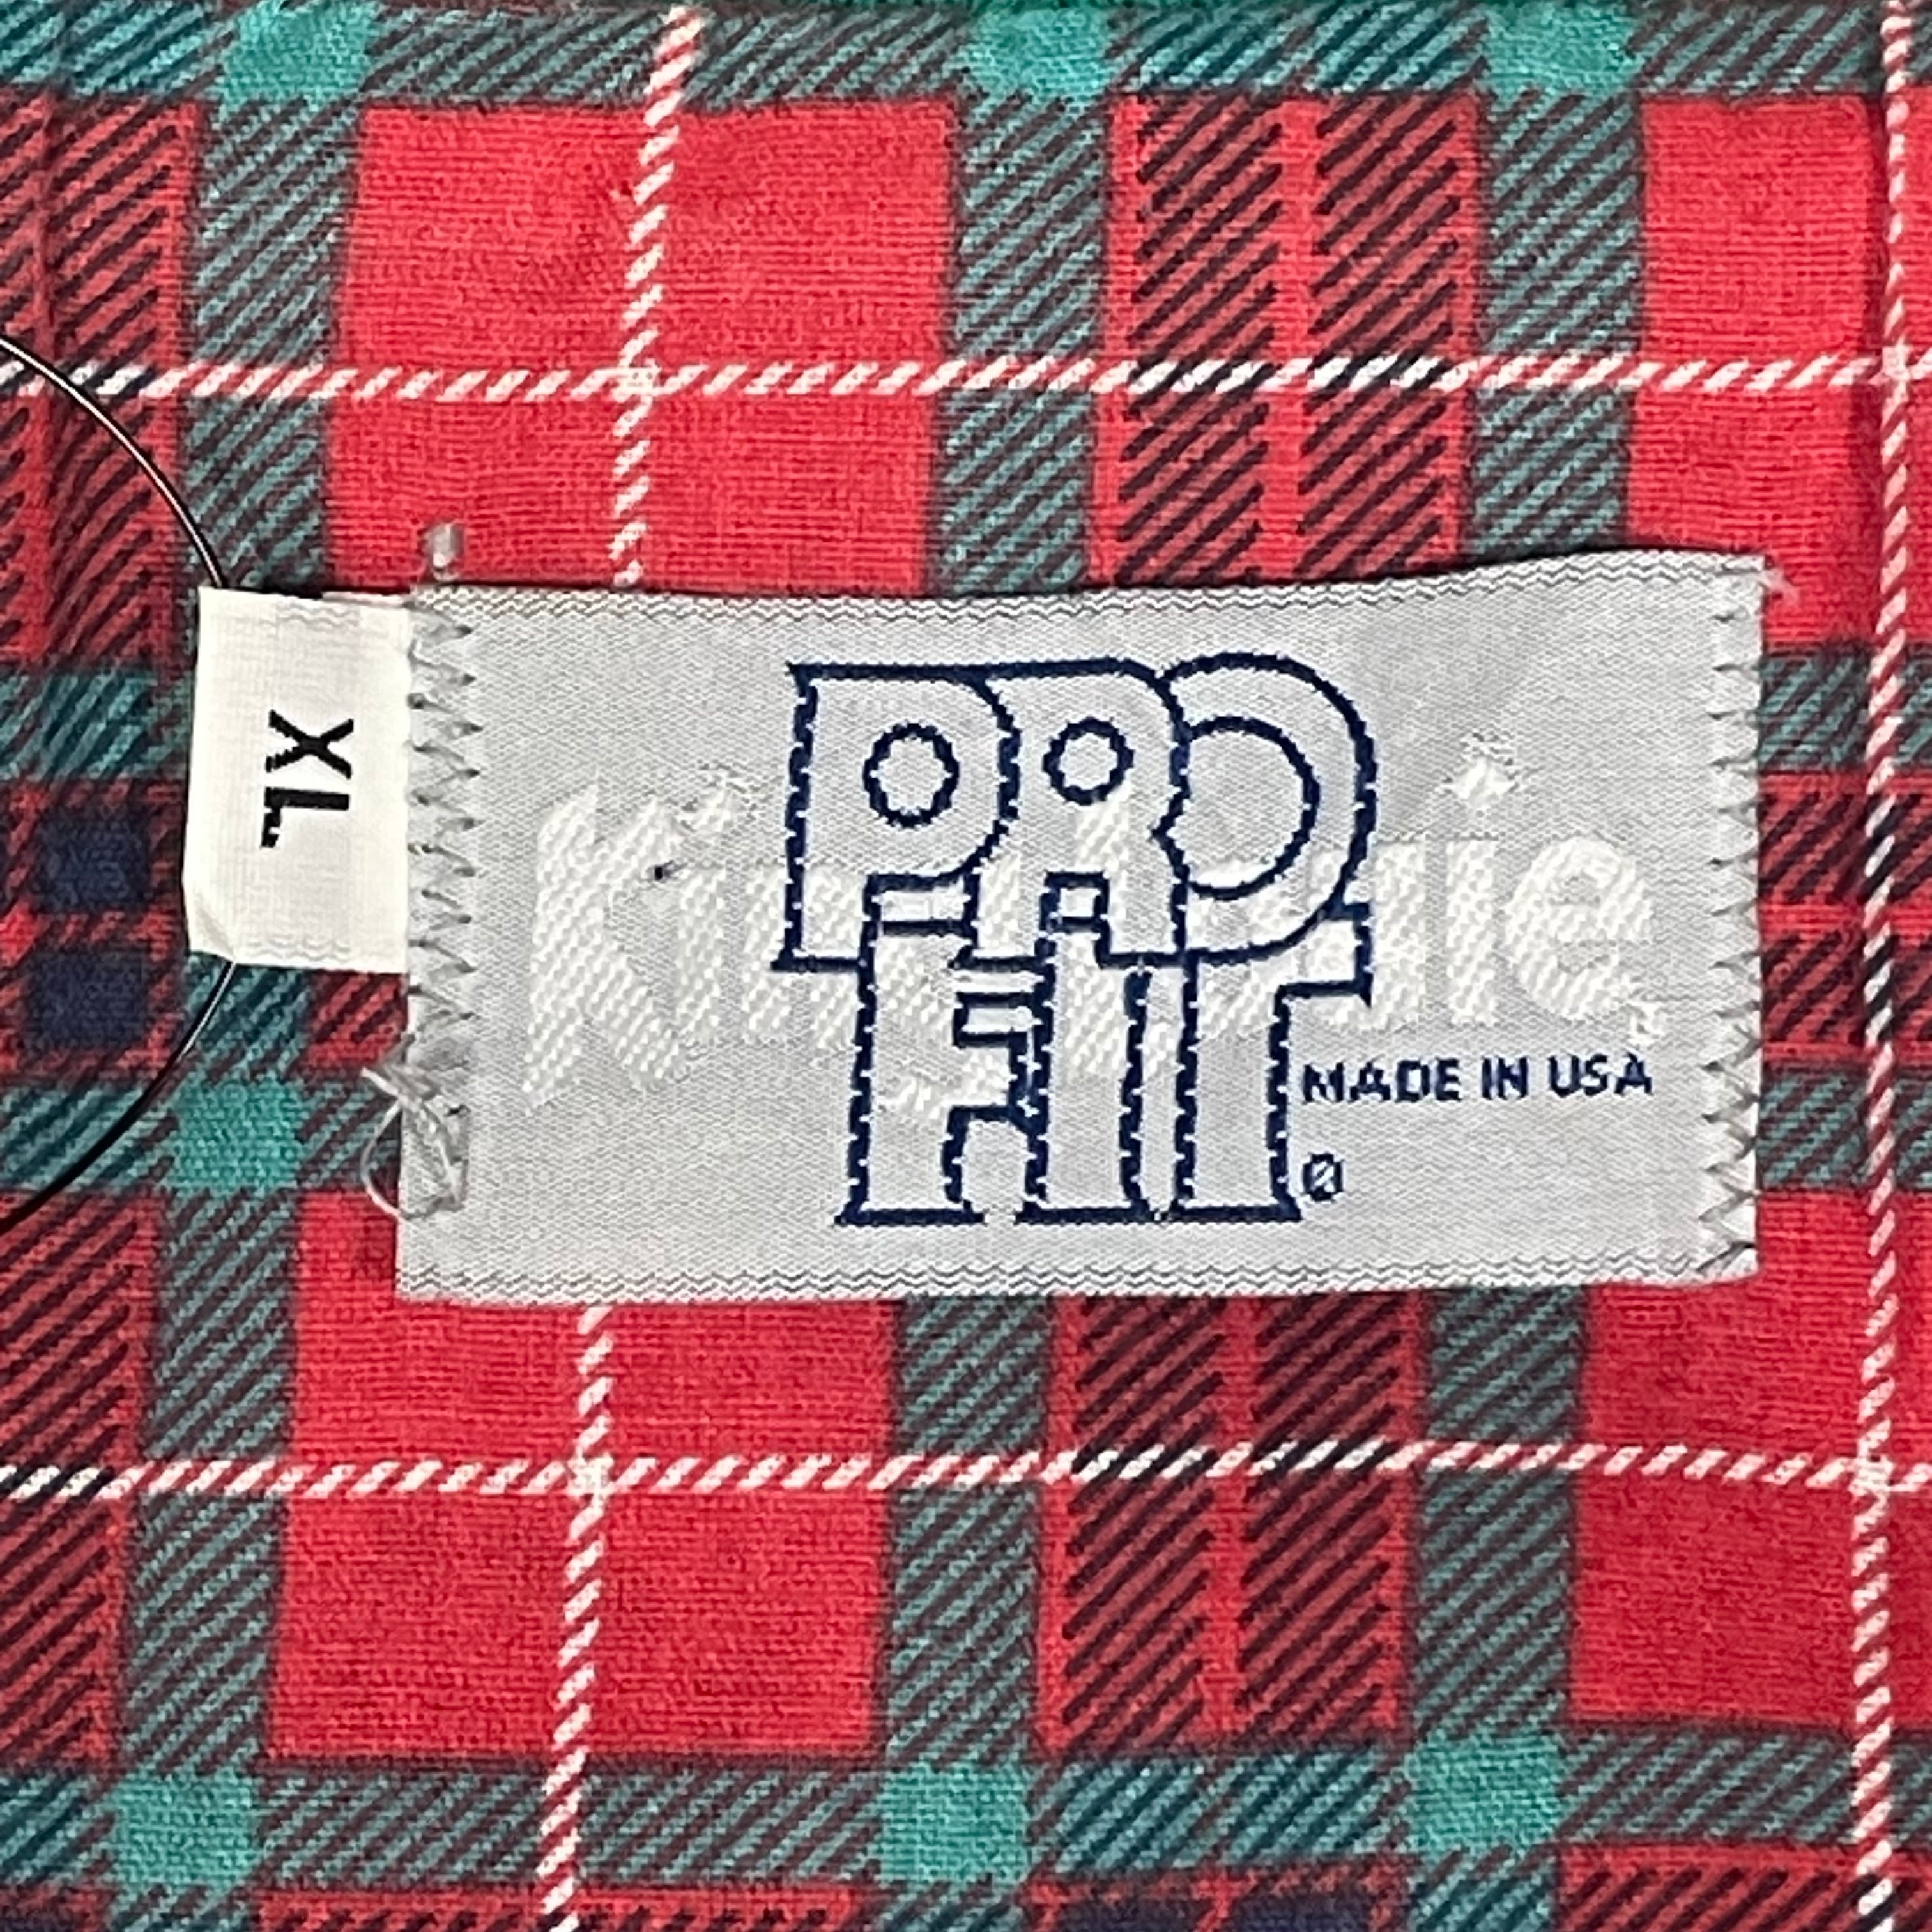 XL
PRO
FIT
MADE IN USA
®